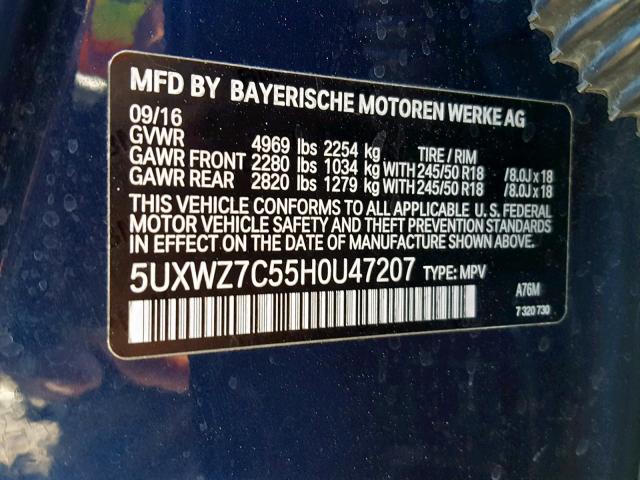 MFD BY BAYERISCHE MOTOREN WERKE AG
09/16
GVWR 4969 lbs 2254 kg TIRE / RIM
GAWR FRONT 2280 lbs 1034 kg WITH 245/50 R18 /8.0J x 18
GAWR REAR 2820 lbs 1279 kg WITH 245/50 R18 /8.0J x 18
THIS VEHICLE CONFORMS TO ALL APPLICABLE U.S. FEDERAL
MOTOR VEHICLE SAFETY AND THEFT PREVENTION STANDARDS
IN EFFECT ON THE DATE OF MANUFACTURE SHOWN ABOVE.
5UXWZ7C55H0U47207 TYPE: MPV
A76M
7 320 730